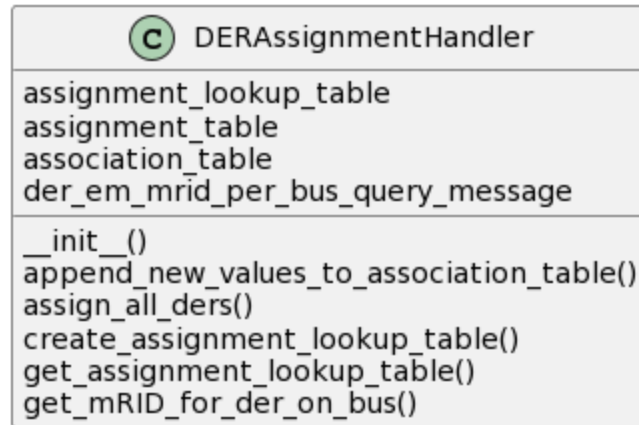 C DERAssignmentHandler
assignment_lookup_table
assignment_table
association_table
der_em_mrid_per_bus_query_message
__init__()
append_new_values_to_association_table()
assign_all_ders()
create_assignment_lookup_table()
get_assignment_lookup_table()
get_mRID_for_der_on_bus()